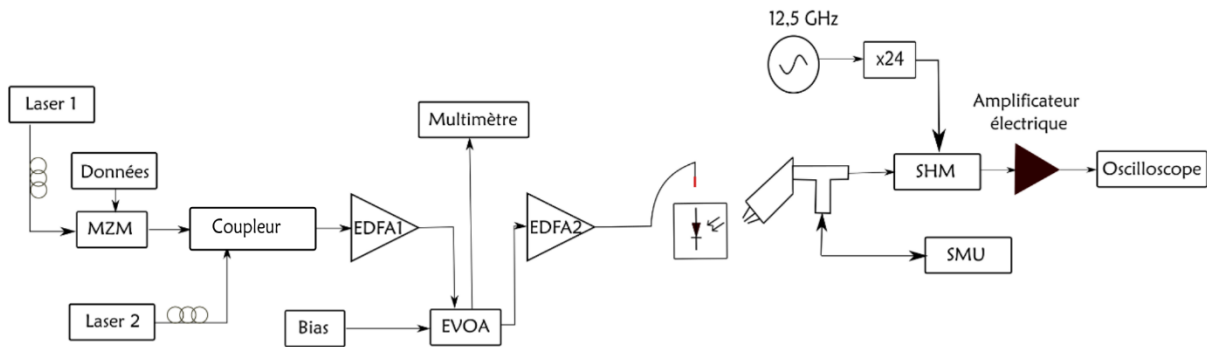 12,5 GHz
x24
Laser 1
Multimètre
Amplificateur
électrique
Données
SHM
Oscilloscope
MZM
Coupleur
EDFA1
EDFA2
SMU
Laser 2
Bias
EVOA